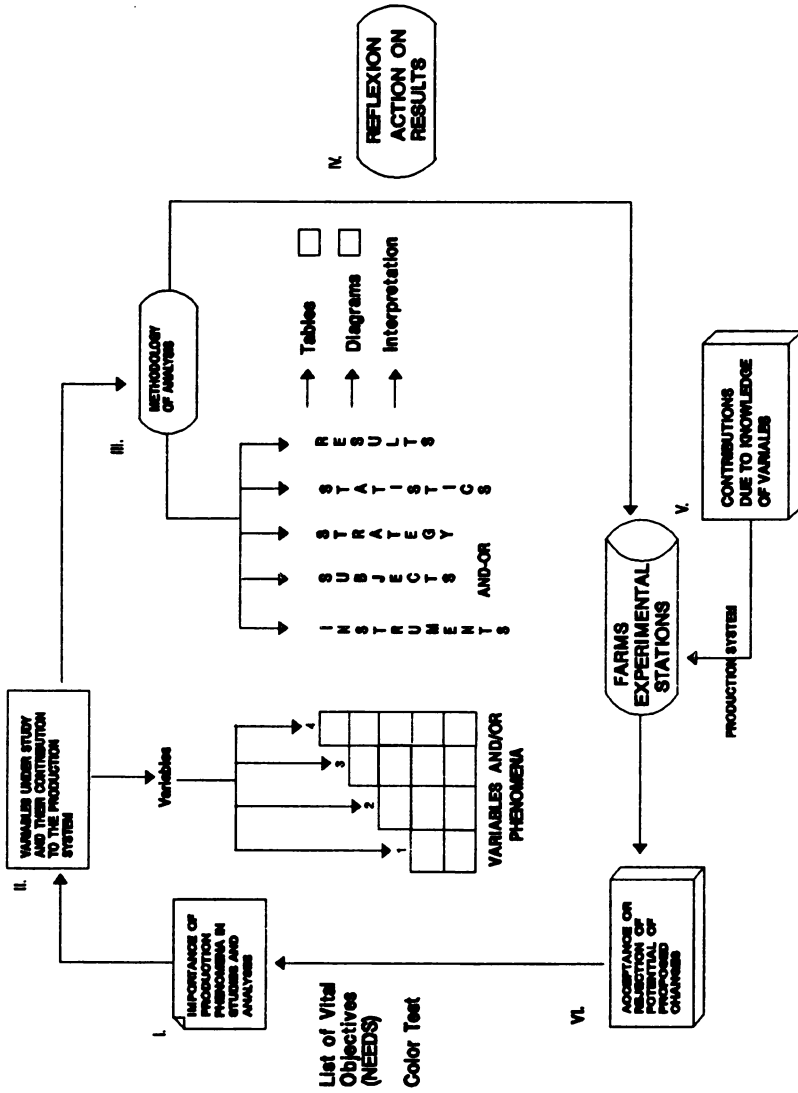 I.
IMPORTANCE OF
PRODUCTION
PHENOMENA IN
STUDIES AND
ANALYSIS
List of Vital
Objectives
(NEEDS)
Color Test
II.
VARIABLES UNDER STUDY
AND THEIR CONTRIBUTION
TO THE PRODUCTION
SYSTEM
Variables
1
2
3
4
VARIABLES AND/OR
PHENOMENA
III.
METHODOLOGY
OF ANALYSIS
INSTRUMENTS
SUBJECTS
STRATEGY
STATISTICS
RESULTS
AND-OR
Tables
Diagrams
Interpretation
IV.
REFLEXION
ACTION ON
RESULTS
V.
CONTRIBUTIONS
DUE TO KNOWLEDGE
OF VARIALES
PRODUCTION SYSTEM
FARMS
EXPERIMENTAL
STATIONS
VI.
ACCEPTANCE OR
REJECTION OF
POTENTIAL OF
PROPOSED
CHANGES